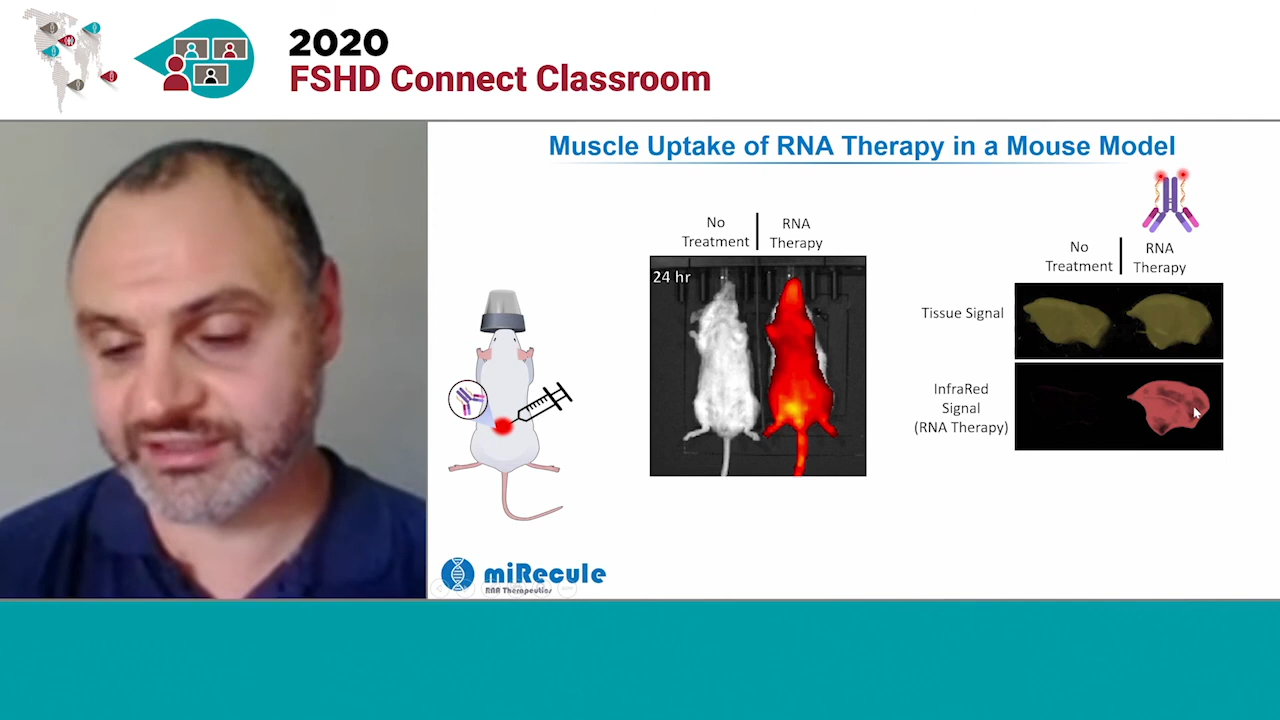 2020
FSHD Connect Classroom
Muscle Uptake of RNA Therapy in a Mouse Model
No
Treatment
RNA
Therapy
24 hr
No
Treatment
RNA
Therapy
Tissue Signal
InfraRed
Signal
(RNA Therapy)
miRecule
RNA Therapeutics